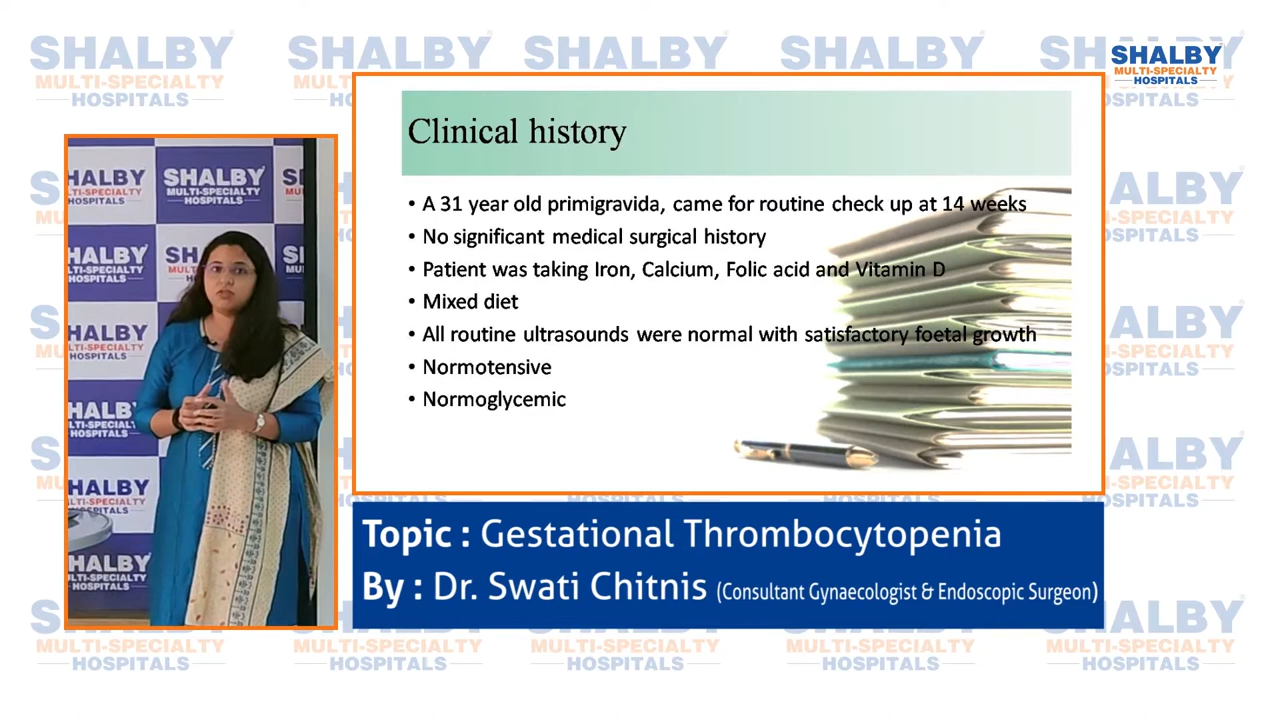 SHALBY
MULTI-SPECIALTY
HOSPITALS
Clinical history
• A 31 year old primigravida, came for routine check up at 14 weeks
• No significant medical surgical history
• Patient was taking Iron, Calcium, Folic acid and Vitamin D
• Mixed diet
• All routine ultrasounds were normal with satisfactory foetal growth
• Normotensive
• Normoglycemic
Topic : Gestational Thrombocytopenia
By : Dr. Swati Chitnis (Consultant Gynaecologist & Endoscopic Surgeon)